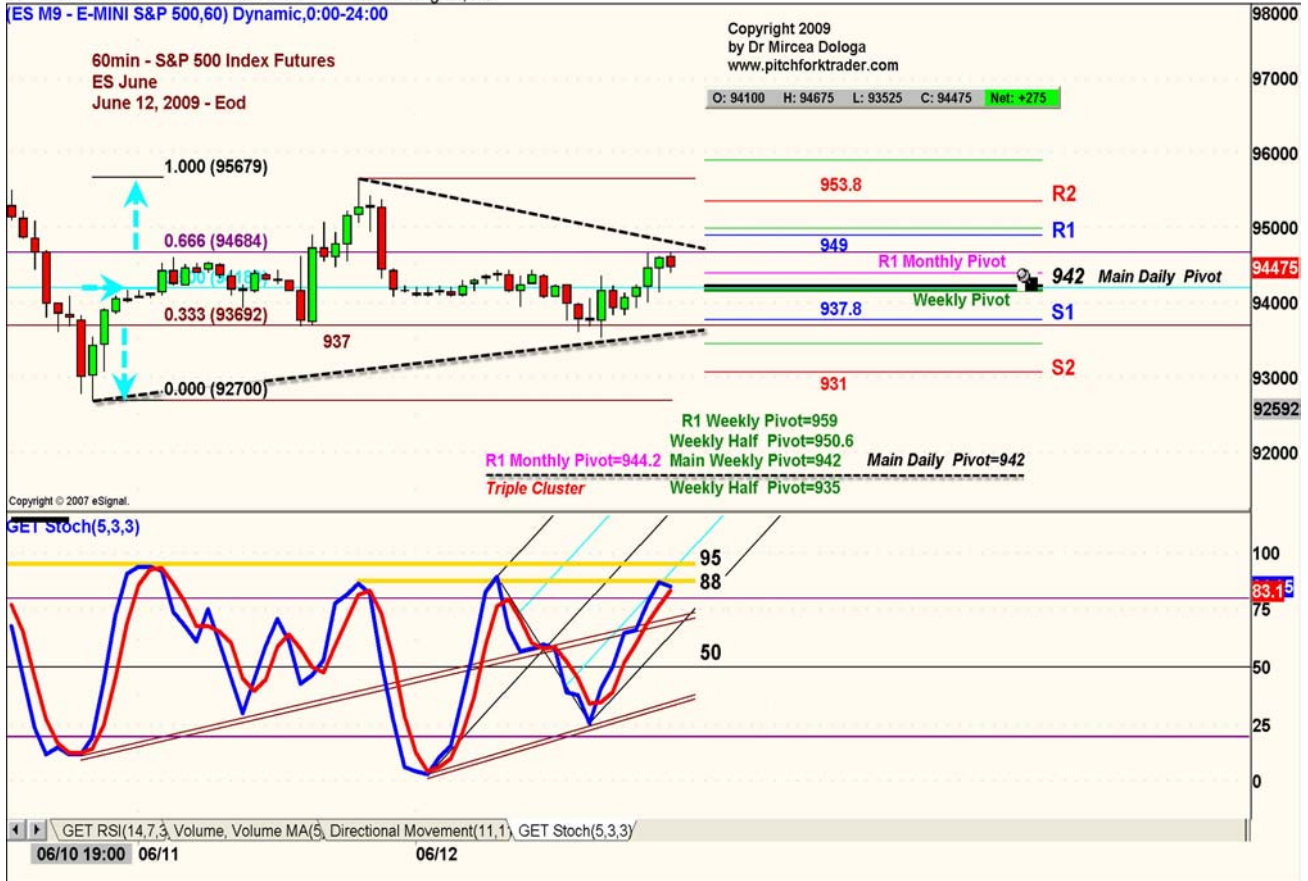 (ES M9 - E-MINI S&P 500,60) Dynamic,0:00-24:00
60min - S&P 500 Index Futures
ES June
June 12, 2009 - Eod
Copyright 2009
by Dr Mircea Dologa
www.pitchforktrader.com
O: 94100 H: 94675 L: 93525 C: 94475 Net: +275
1.000 (95679)
0.666 (94684)
0.333 (93692)
937
0.000 (92700)
953.8 R2
R1
949
R1 Monthly Pivot
942 Main Daily Pivot
Weekly Pivot
937.8 S1
S2
931
98000
97000
96000
95000
94475
94000
93000
92592
92000
R1 Weekly Pivot=959
Weekly Half Pivot=950.6
R1 Monthly Pivot=944.2 Main Weekly Pivot=942 Main Daily Pivot=942
Triple Cluster Weekly Half Pivot=935
Copyright © 2007 eSignal.
GET Stoch(5,3,3)
95
88
50
100
83.1
75
50
25
0
GET RSI(14,7,3 Volume, Volume MA(5 Directional Movement(11,1 GET Stoch(5,3,3)
06/10 19:00 06/11 06/12